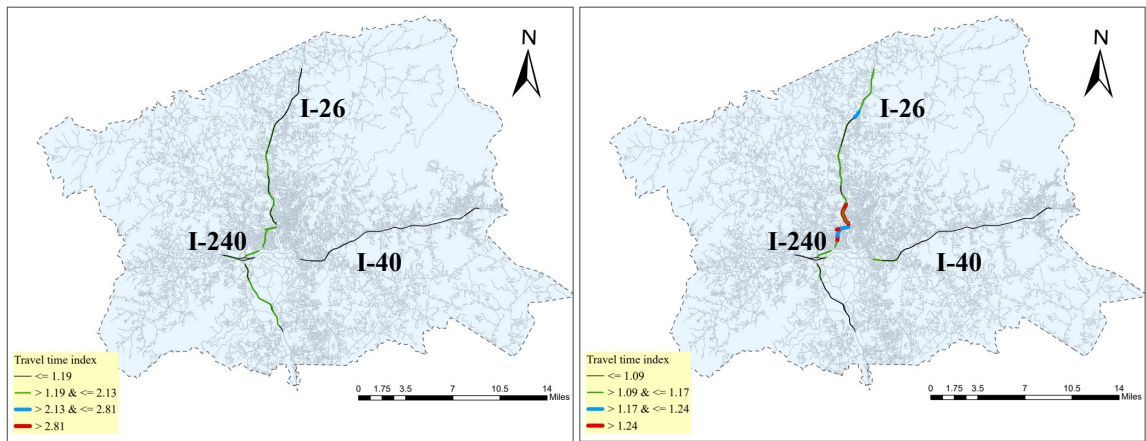 N
I-26
I-240
I-40
Travel time index
<= 1.19
> 1.19 & <= 2.13
> 2.13 & <= 2.81
> 2.81
0 1.75 3.5 7 10.5 14
Miles
N
I-26
I-240
I-40
Travel time index
<= 1.09
> 1.09 & <= 1.17
> 1.17 & <= 1.24
> 1.24
0 1.75 3.5 7 10.5 14
Miles